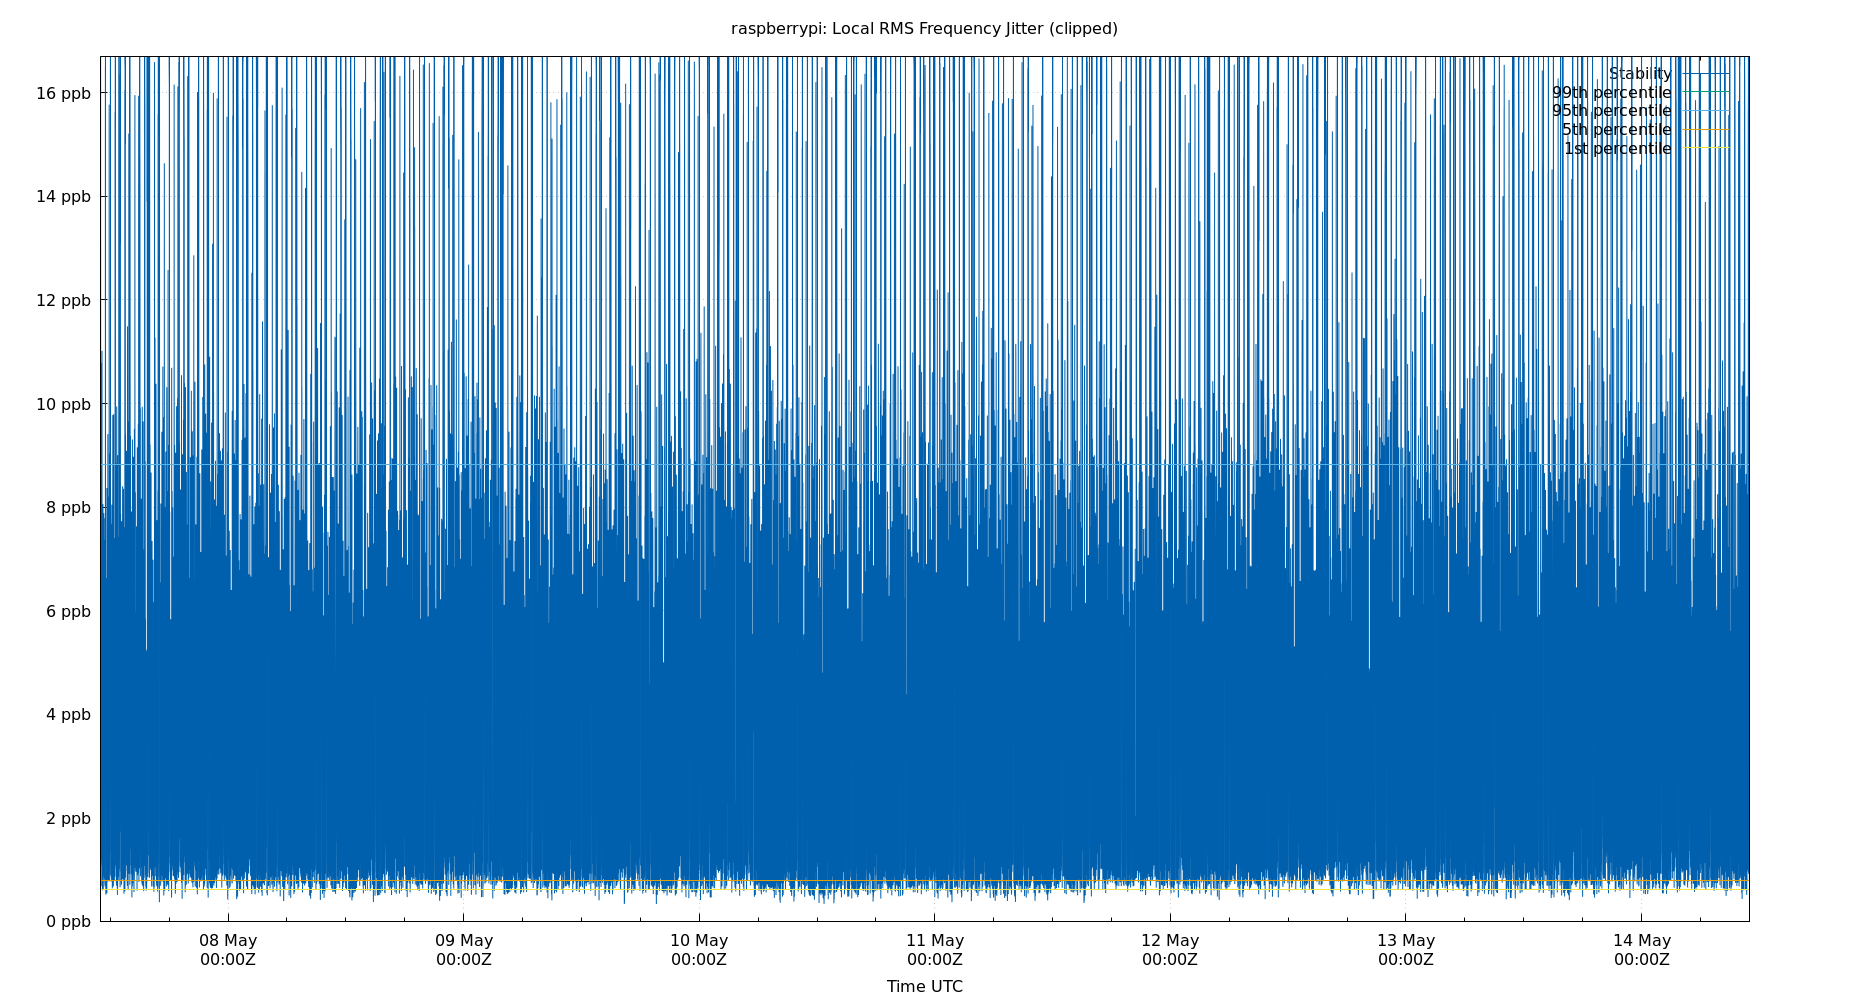 raspberrypi: Local RMS Frequency Jitter (clipped)
Stability
99th percentile
95th percentile
5th percentile
1st percentile
16 ppb
14 ppb
12 ppb
10 ppb
8 ppb
6 ppb
4 ppb
2 ppb
0 ppb
08 May 09 May 10 May 11 May 12 May 13 May 14 May
00:00Z 00:00Z 00:00Z 00:00Z 00:00Z 00:00Z 00:00Z
Time UTC